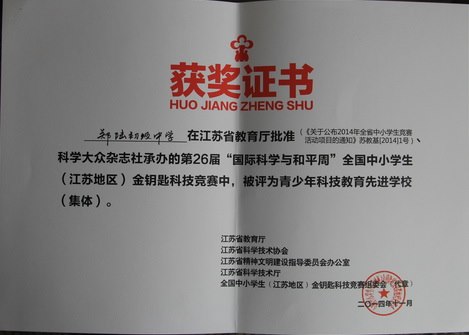 获奖证书
HUO JIANG ZHENG SHU
郑陆初级中学 在江苏省教育厅批准（《关于公布2014年全省中小学生竞赛活动项目的通知》苏教基[2014]1号）、
科学大众杂志社承办的第26届“国际科学与和平周”全国中小学生
（江苏地区）金钥匙科技竞赛中，被评为青少年科技教育先进学校
（集体）。
江苏省教育厅
江苏省科学技术协会
江苏省精神文明建设指导委员会办公室
江苏省科学技术厅
全国中小学生（江苏地区）金钥匙科技竞赛组委会（代章）
二〇一四年十一月